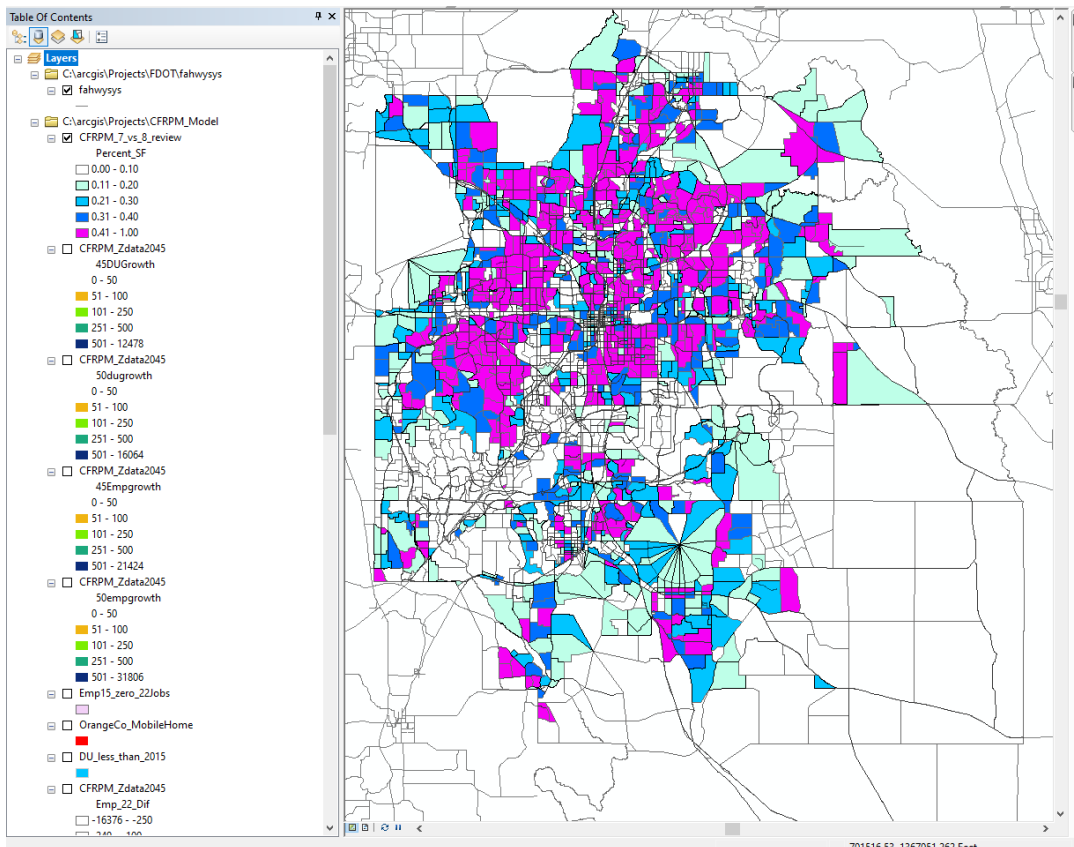 Table Of Contents
Layers
C:\arcgis\Projects\FDOT\fahwysys
fahwysys
C:\arcgis\Projects\CFRPM_Model
CFRPM_7_vs_8_review
Percent_SF
0.00 - 0.10
0.11 - 0.20
0.21 - 0.30
0.31 - 0.40
0.41 - 1.00
CFRPM_Zdata2045
45DUGrowth
0 - 50
51 - 100
101 - 250
251 - 500
501 - 12478
CFRPM_Zdata2045
50dugrowth
0 - 50
51 - 100
101 - 250
251 - 500
501 - 16064
CFRPM_Zdata2045
45Empgrowth
0 - 50
51 - 100
101 - 250
251 - 500
501 - 21424
CFRPM_Zdata2045
50empgrowth
0 - 50
51 - 100
101 - 250
251 - 500
501 - 31806
Emp15_zero_22Jobs
OrangeCo_MobileHome
DU_less_than_2015
CFRPM_Zdata2045
Emp_22_Dif
-16376 - -250